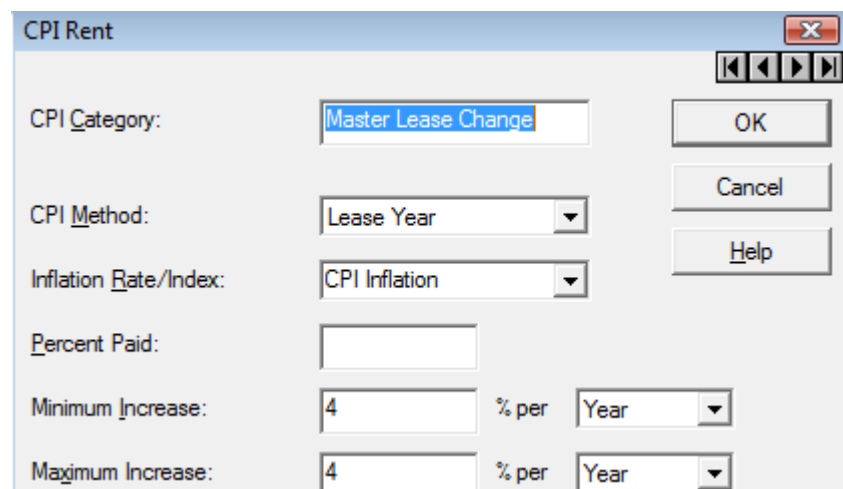 CPI Rent
CPI Category: Master Lease Change OK
Cancel
CPI Method: Lease Year
Help
Inflation Rate/Index: CPI Inflation
Percent Paid:
Minimum Increase: 4 % per Year
Maximum Increase: 4 % per Year